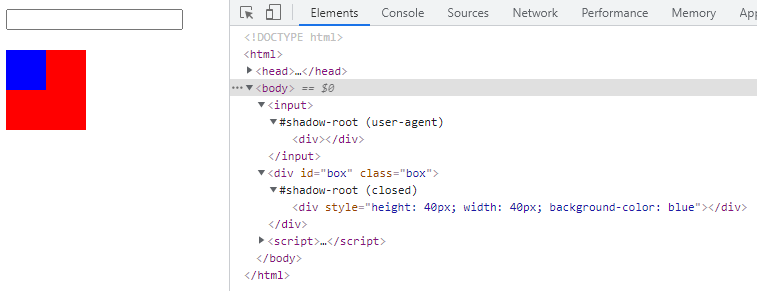 Elements Console Sources Network Performance Memory App
<!DOCTYPE html>
<html>
<head>…</head>
<body> == $0
<input>
#shadow-root (user-agent)
<div></div>
</input>
<div id="box" class="box">
#shadow-root (closed)
<div style="height: 40px; width: 40px; background-color: blue"></div>
</div>
<script>…</script>
</body>
</html>